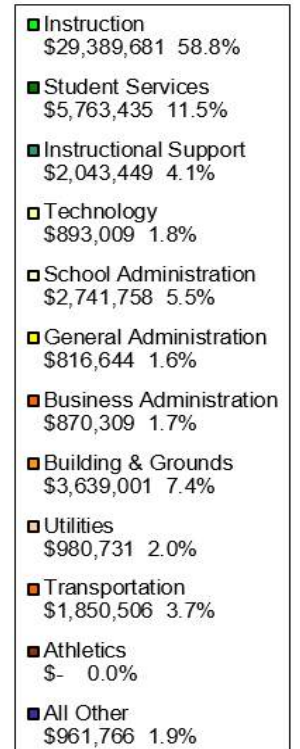 Instruction
$29,389,681 58.8%
Student Services
$5,763,435 11.5%
Instructional Support
$2,043,449 4.1%
Technology
$893,009 1.8%
School Administration
$2,741,758 5.5%
General Administration
$816,644 1.6%
Business Administration
$870,309 1.7%
Building & Grounds
$3,639,001 7.4%
Utilities
$980,731 2.0%
Transportation
$1,850,506 3.7%
Athletics
$- 0.0%
All Other
$961,766 1.9%